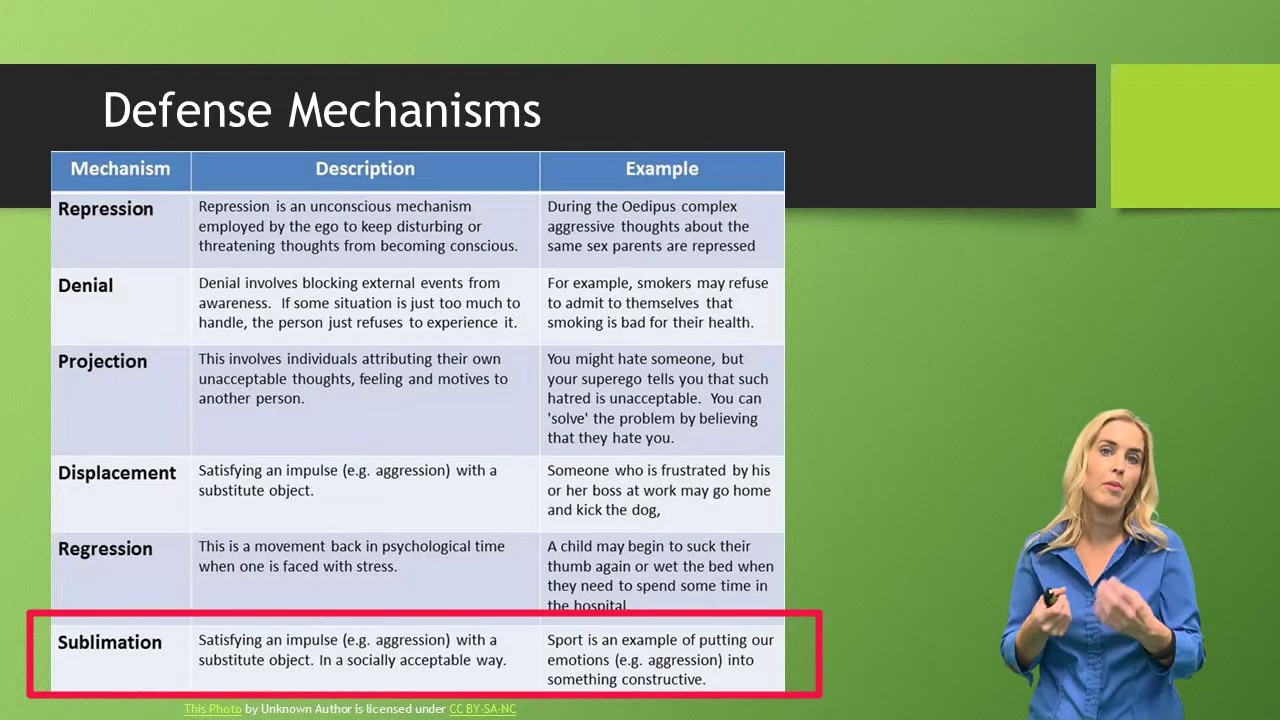 Defense Mechanisms
Mechanism Description Example
Repression
Repression is an unconscious mechanism
employed by the ego to keep disturbing or
threatening thoughts from becoming conscious.
During the Oedipus complex
aggressive thoughts about the
same sex parents are repressed
Denial
Denial involves blocking external events from
awareness.  If some situation is just too much to
handle, the person just refuses to experience it.
For example, smokers may refuse
to admit to themselves that
smoking is bad for their health.
Projection
This involves individuals attributing their own
unacceptable thoughts, feeling and motives to
another person.
You might hate someone, but
your superego tells you that such
hatred is unacceptable.  You can
'solve' the problem by believing
that they hate you.
Displacement
Satisfying an impulse (e.g. aggression) with a
substitute object.
Someone who is frustrated by his
or her boss at work may go home
and kick the dog,
Regression
This is a movement back in psychological time
when one is faced with stress.
A child may begin to suck their
thumb again or wet the bed when
they need to spend some time in
the hospital.
Sublimation
Satisfying an impulse (e.g. aggression) with a
substitute object. In a socially acceptable way.
Sport is an example of putting our
emotions (e.g. aggression) into
something constructive.
This Photo by Unknown Author is licensed under CC BY-SA-NC